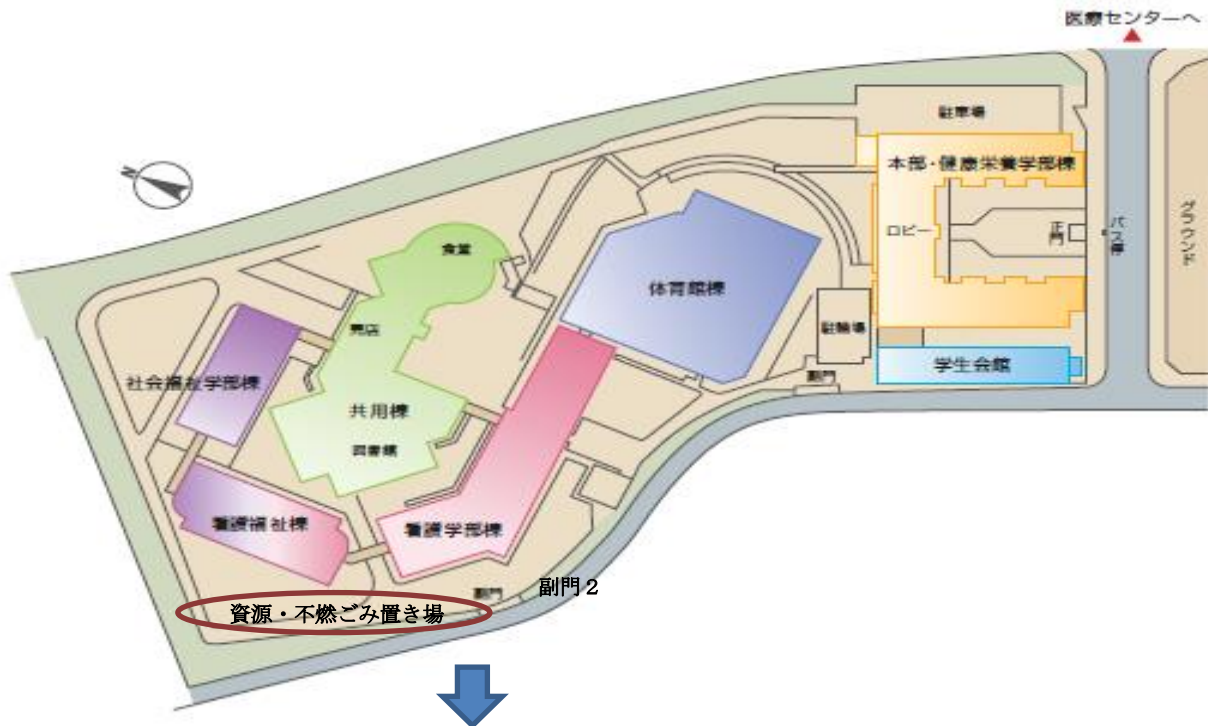 医療センターへ
駐車場
本部・健康栄養学部棟
ロビー
正門
バス停
グラウンド
N
食堂
体育館棟
売店
駐輪場
学生会館
副門
社会福祉学部棟
共用棟
図書館
看護福祉棟
看護学部棟
副門
副門２
資源・不燃ごみ置き場